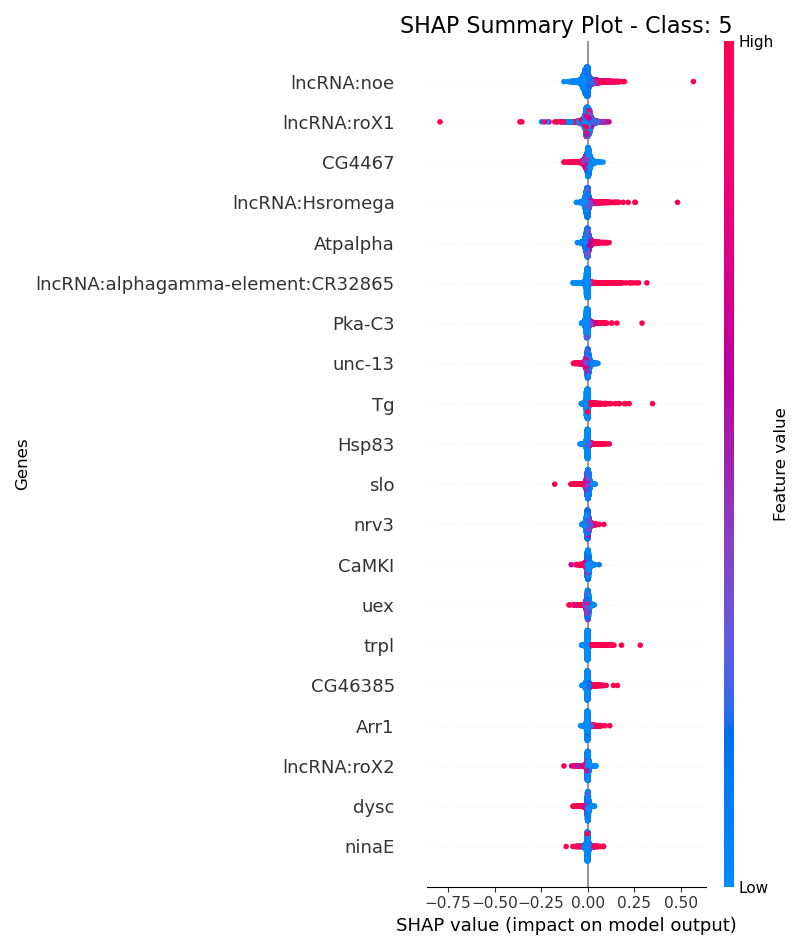 SHAP Summary Plot - Class: 5
High
lncRNA:noe
lncRNA:roX1
CG4467
lncRNA:Hsromega
Atpalpha
lncRNA:alphagamma-element:CR32865
Pka-C3
unc-13
Tg
Hsp83
slo
nrv3
CaMKI
uex
trpl
CG46385
Arr1
lncRNA:roX2
dysc
ninaE
Genes
Feature value
Low
−0.75 −0.50 −0.25 0.00 0.25 0.50
SHAP value (impact on model output)